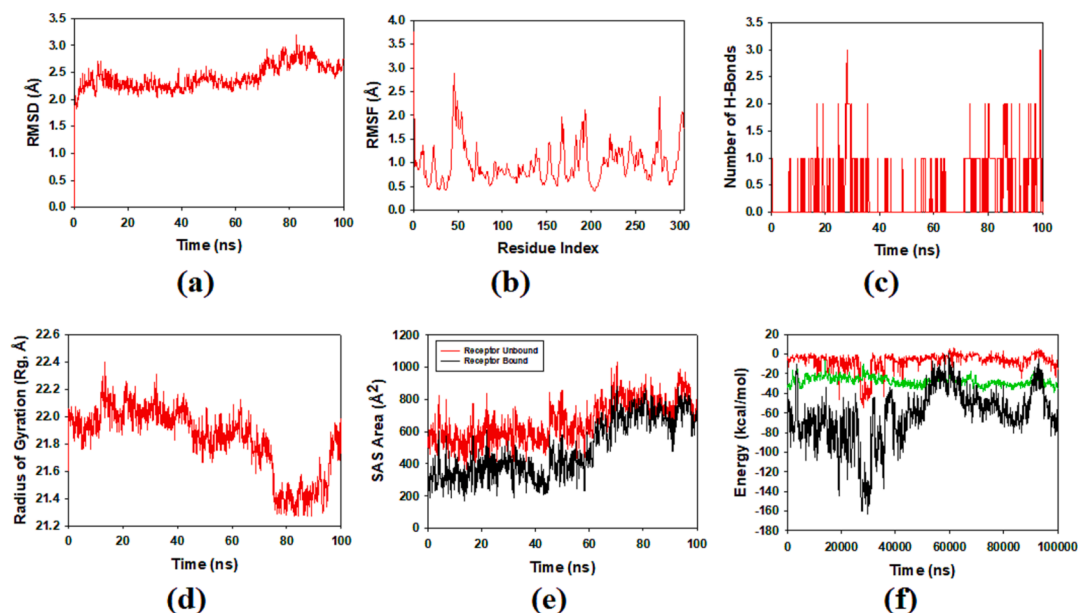 3.5
3.0
2.5
2.0
1.5
1.0
0.5
0.0
RMSD (Å)
0 20 40 60 80 100
Time (ns)
(a)
4.0
3.5
3.0
2.5
2.0
1.5
1.0
0.5
0.0
RMSF (Å)
0 50 100 150 200 250 300
Residue Index
(b)
3.5
3.0
2.5
2.0
1.5
1.0
0.5
0.0
Number of H-Bonds
0 20 40 60 80 100
Time (ns)
(c)
22.6
22.4
22.2
22.0
21.8
21.6
21.4
21.2
Radius of Gyration (Rg, Å)
0 20 40 60 80 100
Time (ns)
(d)
1200
1000
800
600
400
200
0
SAS Area (Å²)
Receptor Unbound
Receptor Bound
0 20 40 60 80 100
Time (ns)
(e)
20
0
-20
-40
-60
-80
-100
-120
-140
-160
-180
Energy (kcal/mol)
0 20000 40000 60000 80000 100000
Time (ns)
(f)